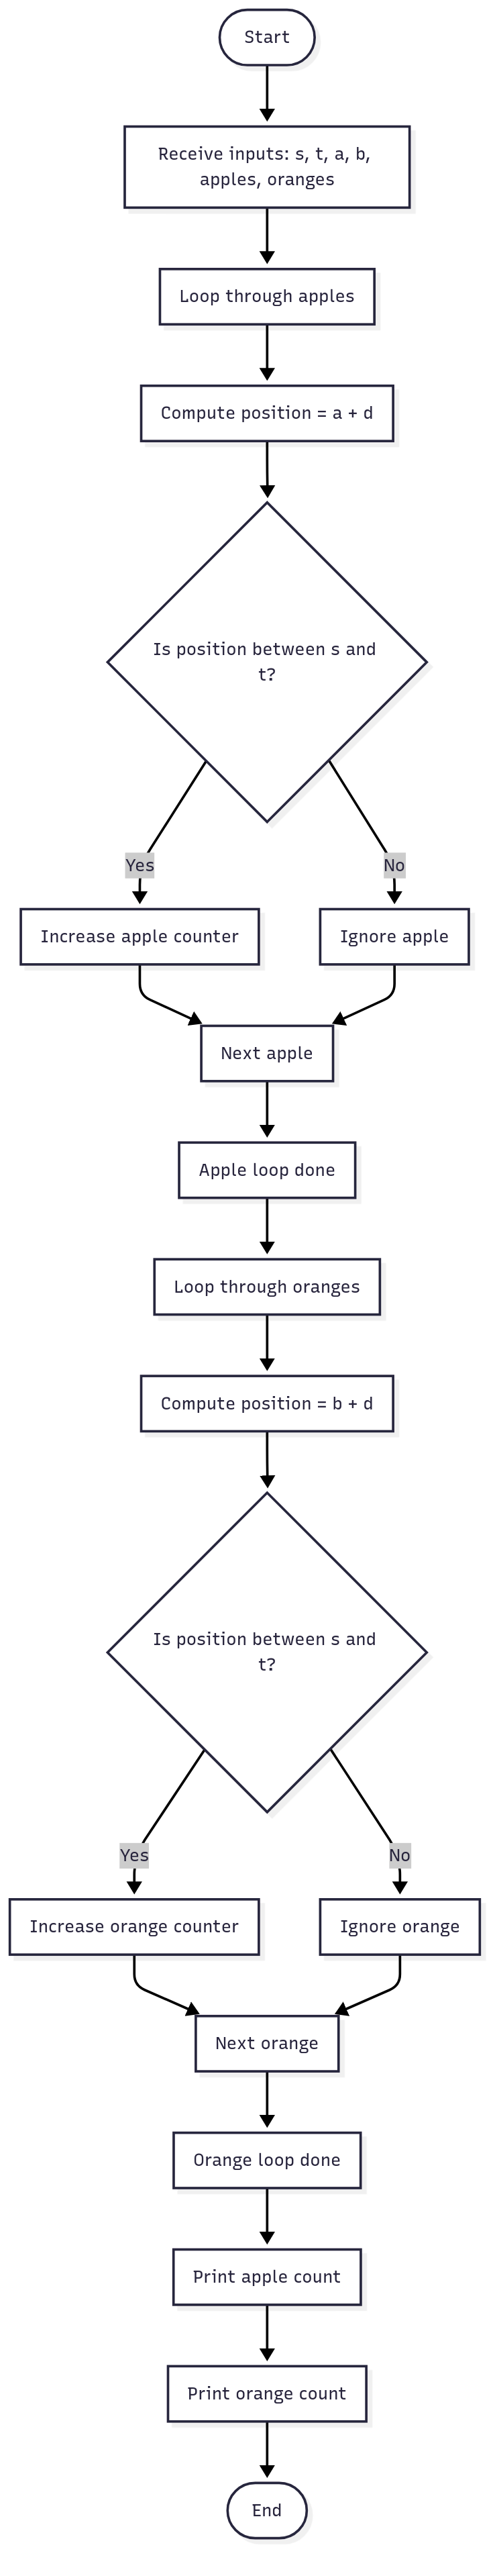 Start
Receive inputs: s, t, a, b,
apples, oranges
Loop through apples
Compute position = a + d
Is position between s and
t?
Yes
No
Increase apple counter
Ignore apple
Next apple
Apple loop done
Loop through oranges
Compute position = b + d
Is position between s and
t?
Yes
No
Increase orange counter
Ignore orange
Next orange
Orange loop done
Print apple count
Print orange count
End